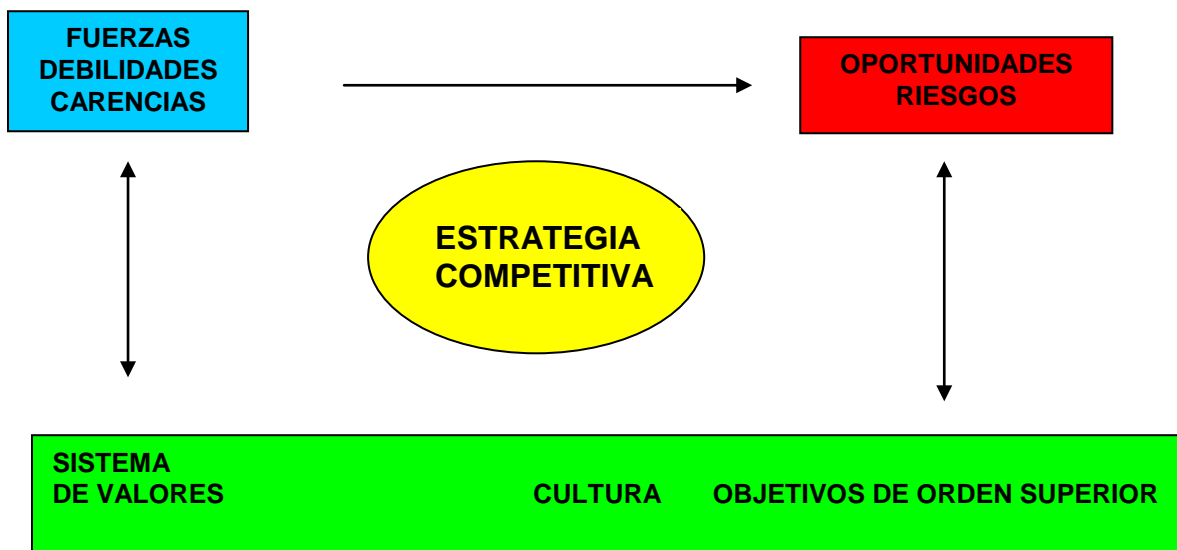 FUERZAS
DEBILIDADES
CARENCIAS
OPORTUNIDADES
RIESGOS
ESTRATEGIA
COMPETITIVA
SISTEMA
DE VALORES CULTURA OBJETIVOS DE ORDEN SUPERIOR